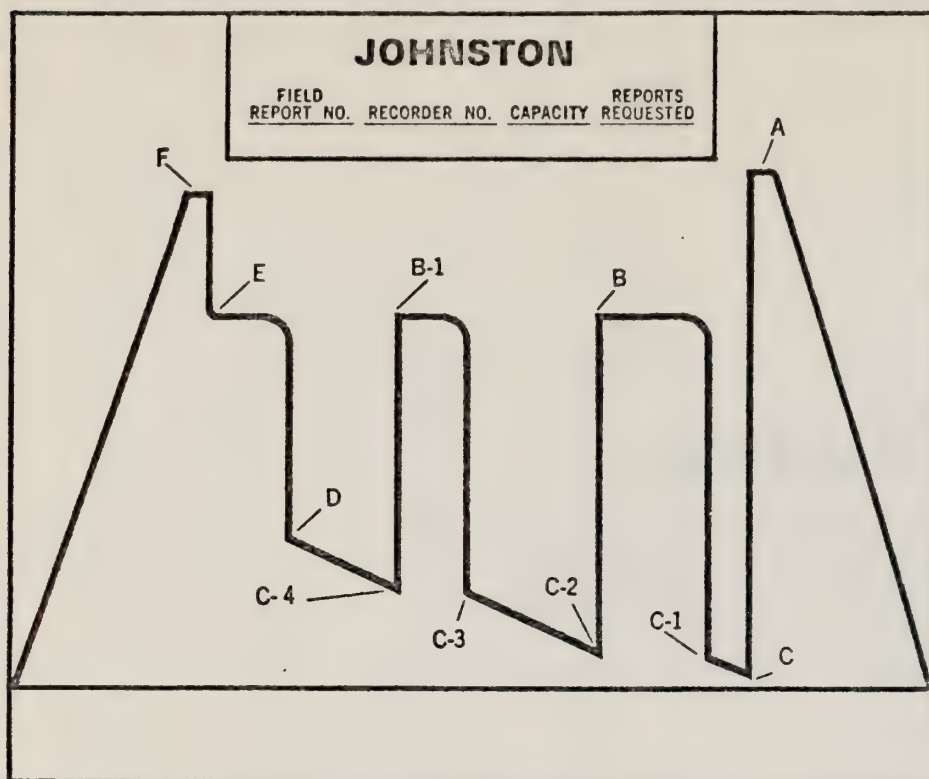 JOHNSTON
FIELD REPORT NO. RECORDER NO. CAPACITY REPORTS REQUESTED
A
F
E
B-1
B
D
C-4
C-3
C-2
C-1
C